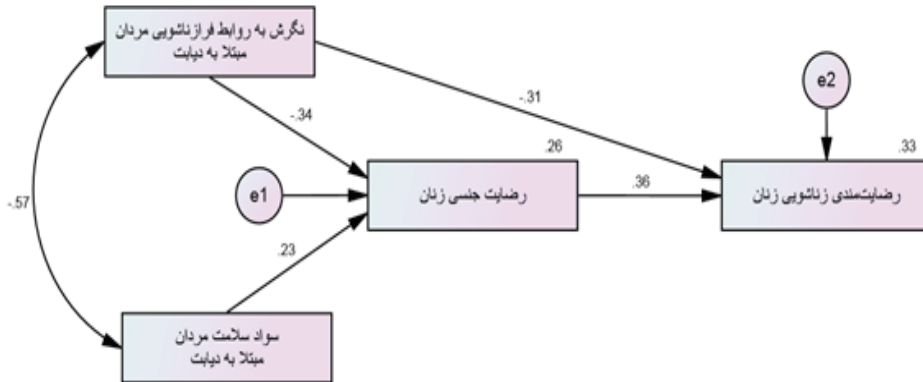 نگرش به روابط فرازناشویی مردان
مبتلا به دیابت
e2
-.31
-.34
.26
.33
e1
رضایت جنسی زنان
.36
رضایت‌مندی زناشویی زنان
-.57
.23
سواد سلامت مردان
مبتلا به دیابت